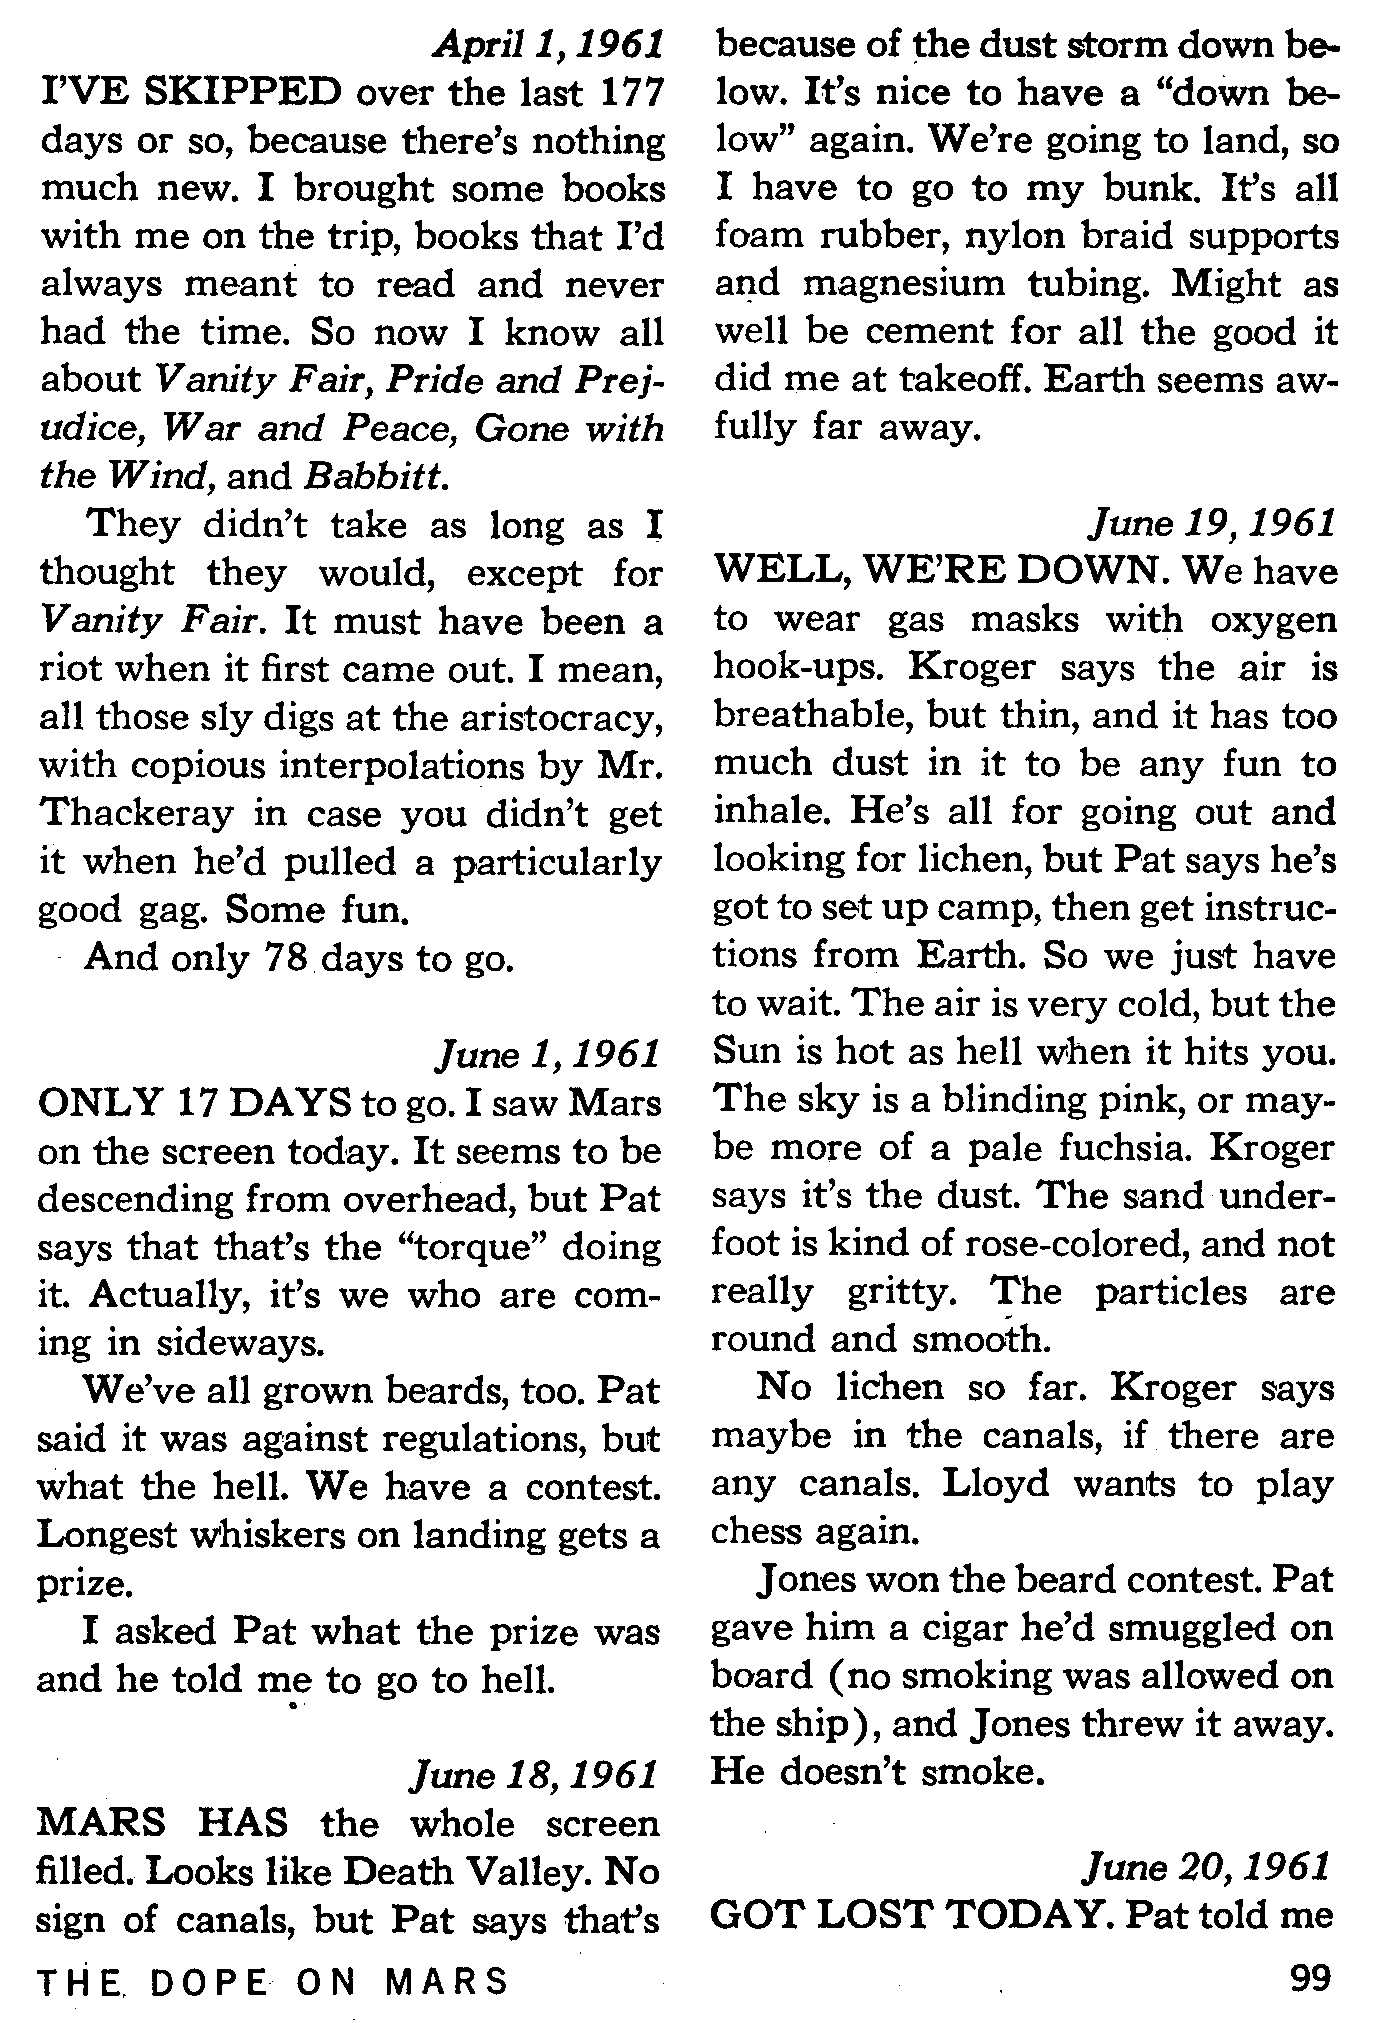 April 1, 1961
I'VE SKIPPED over the last 177
days or so, because there's nothing
much new. I brought some books
with me on the trip, books that I'd
always meant to read and never
had the time. So now I know all
about Vanity Fair, Pride and Prej-
udice, War and Peace, Gone with
the Wind, and Babbitt.
They didn't take as long as I
thought they would, except for
Vanity Fair. It must have been a
riot when it first came out. I mean,
all those sly digs at the aristocracy,
with copious interpolations by Mr.
Thackeray in case you didn't get
it when he'd pulled a particularly
good gag. Some fun.
And only 78 days to go.
June 1, 1961
ONLY 17 DAYS to go. I saw Mars
on the screen today. It seems to be
descending from overhead, but Pat
says that that's the “torque” doing
it. Actually, it's we who are com-
ing in sideways.
We've all grown beards, too. Pat
said it was against regulations, but
what the hell. We have a contest.
Longest whiskers on landing gets a
prize.
I asked Pat what the prize was
and he told me to go to hell.
June 18, 1961
MARS HAS the whole screen
filled. Looks like Death Valley. No
sign of canals, but Pat says that's
because of the dust storm down be-
low. It's nice to have a “down be-
low” again. We're going to land, so
I have to go to my bunk. It's all
foam rubber, nylon braid supports
and magnesium tubing. Might as
well be cement for all the good it
did me at takeoff. Earth seems aw-
fully far away.
June 19, 1961
WELL, WE'RE DOWN. We have
to wear gas masks with oxygen
hook-ups. Kroger says the air is
breathable, but thin, and it has too
much dust in it to be any fun to
inhale. He's all for going out and
looking for lichen, but Pat says he's
got to set up camp, then get instruc-
tions from Earth. So we just have
to wait. The air is very cold, but the
Sun is hot as hell when it hits you.
The sky is a blinding pink, or may-
be more of a pale fuchsia. Kroger
says it's the dust. The sand under-
foot is kind of rose-colored, and not
really gritty. The particles are
round and smooth.
No lichen so far. Kroger says
maybe in the canals, if there are
any canals. Lloyd wants to play
chess again.
Jones won the beard contest. Pat
gave him a cigar he'd smuggled on
board (no smoking was allowed on
the ship), and Jones threw it away.
He doesn't smoke.
June 20, 1961
GOT LOST TODAY. Pat told me
THE DOPE ON MARS
99